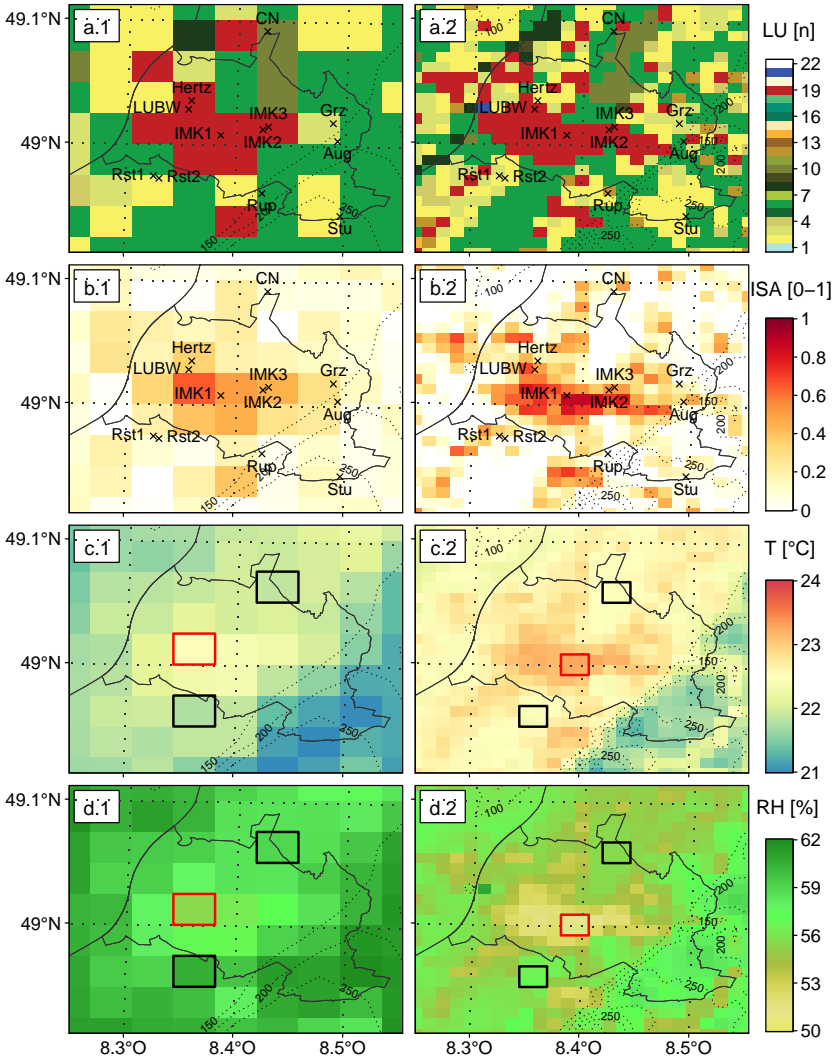 49.1°N
a.1
CN
Hertz
LUBW
IMK3
IMK1
IMK2
Grz
Aug
49°N
Rst1
Rst2
Rup
Stu
150
200
250
a.2
CN
100
Hertz
LUBW
IMK3
IMK1
IMK2
Grz
Aug
Rst1
Rst2
Rup
Stu
200
150
200
250
250
LU [n]
22
19
16
13
10
7
4
1
49.1°N
b.1
CN
Hertz
LUBW
IMK3
IMK1
IMK2
Grz
Aug
49°N
Rst1
Rst2
Rup
Stu
150
200
250
b.2
CN
100
Hertz
LUBW
IMK3
IMK1
IMK2
Grz
Aug
Rst1
Rst2
Rup
Stu
200
150
200
250
250
ISA [0–1]
1
0.8
0.6
0.4
0.2
0
49.1°N
c.1
49°N
150
200
250
c.2
100
200
150
200
250
250
T [°C]
24
23
22
21
49.1°N
d.1
49°N
150
200
250
8.3°O
8.4°O
8.5°O
d.2
100
200
150
200
250
250
8.3°O
8.4°O
8.5°O
RH [%]
62
59
56
53
50